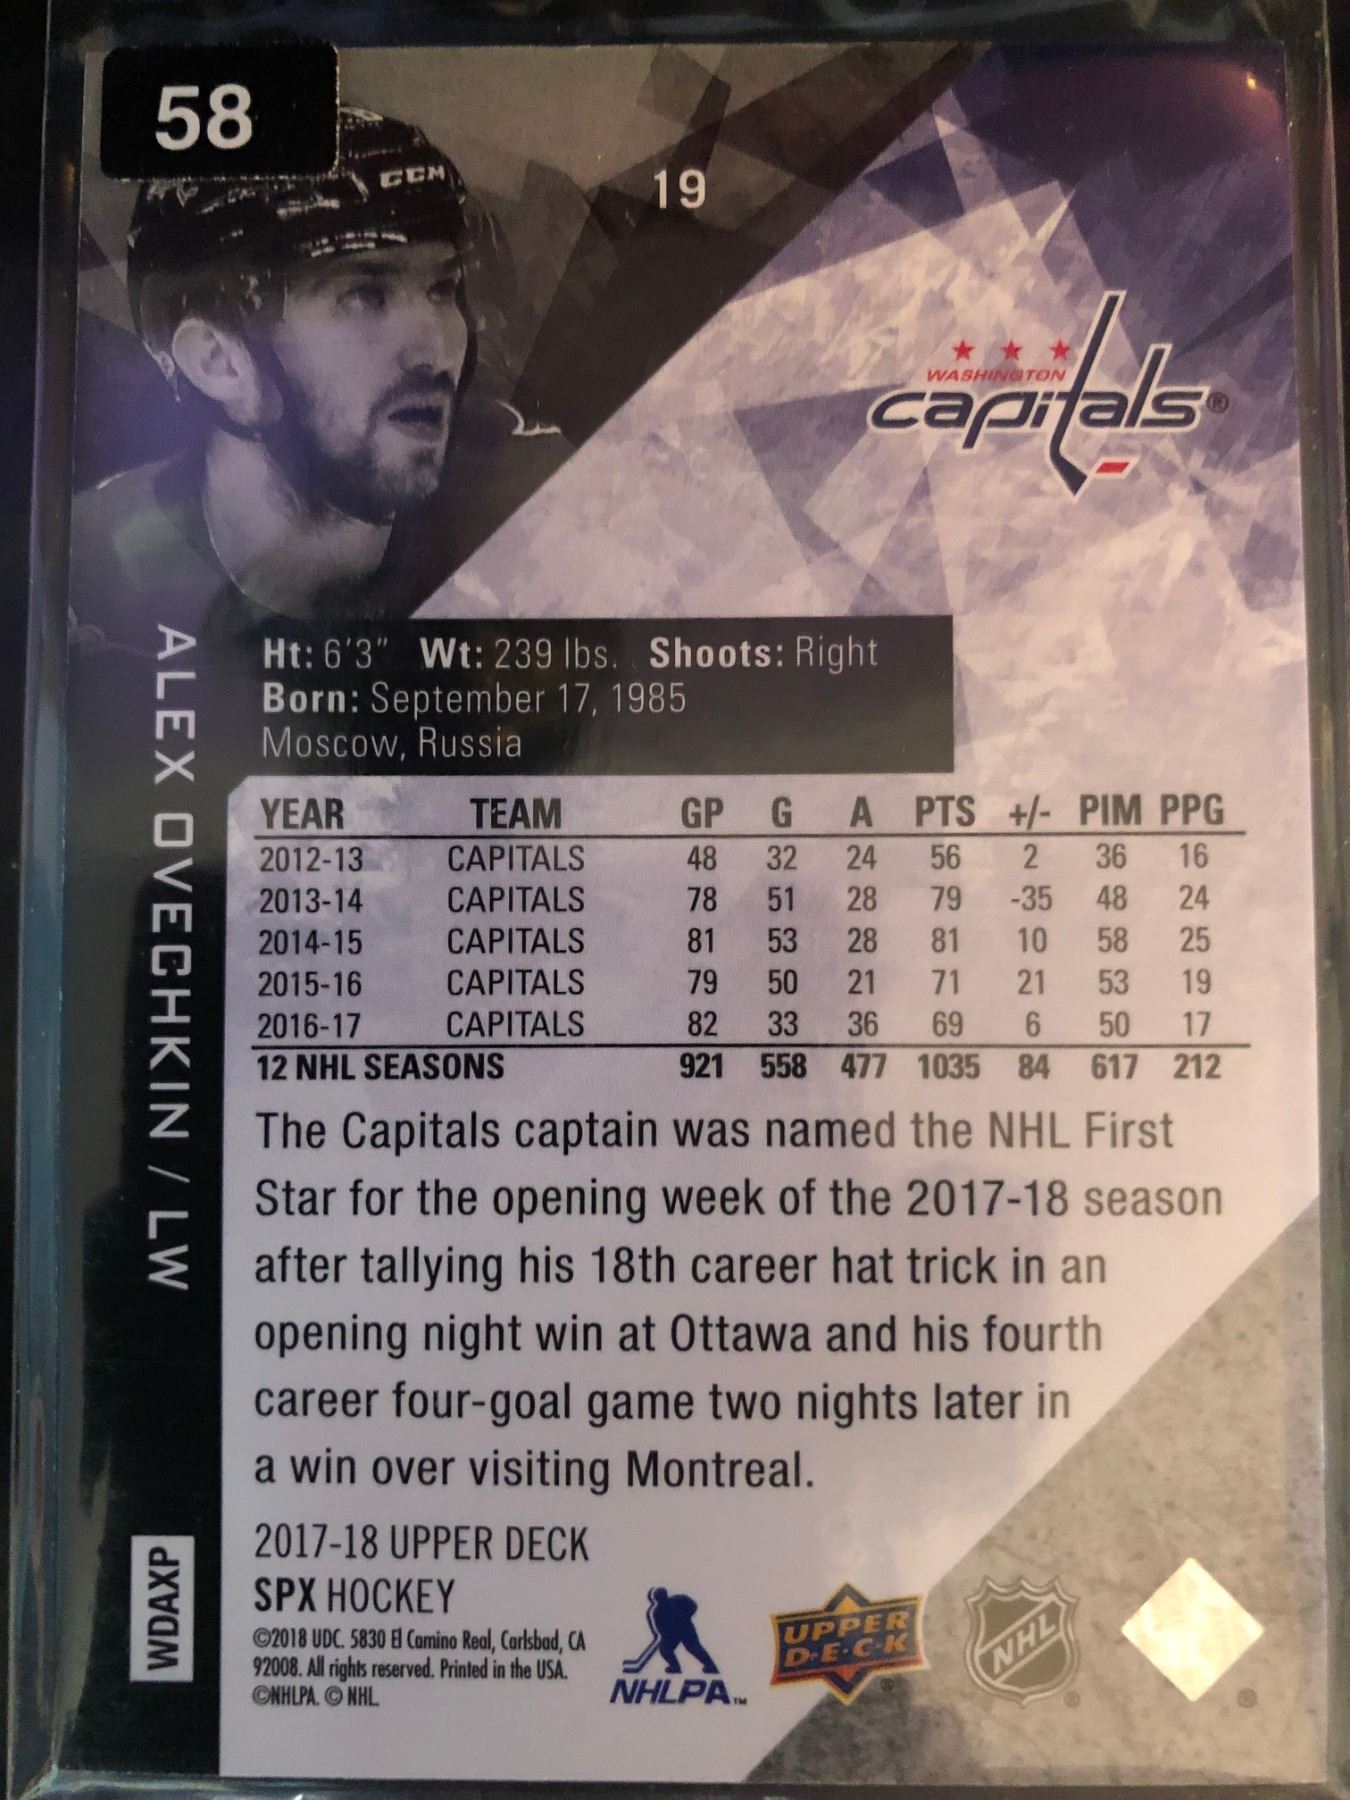 58
CCM
19
WASHINGTON
capitals®
Ht: 6'3" Wt: 239 lbs. Shoots: Right
Born: September 17, 1985
Moscow, Russia
ALEX OVECHKIN / LW
YEAR TEAM GP G A PTS +/- PIM PPG
2012-13 CAPITALS 48 32 24 56 2 36 16
2013-14 CAPITALS 78 51 28 79 -35 48 24
2014-15 CAPITALS 81 53 28 81 10 58 25
2015-16 CAPITALS 79 50 21 71 21 53 19
2016-17 CAPITALS 82 33 36 69 6 50 17
12 NHL SEASONS 921 558 477 1035 84 617 212
The Capitals captain was named the NHL First
Star for the opening week of the 2017-18 season
after tallying his 18th career hat trick in an
opening night win at Ottawa and his fourth
career four-goal game two nights later in
a win over visiting Montreal.
WDAXP
2017-18 UPPER DECK
SPX HOCKEY
©2018 UDC. 5830 El Camino Real, Carlsbad, CA
92008. All rights reserved. Printed in the USA.
©NHLPA. © NHL.
NHLPA™
UPPER
D·E·C·K
®
NHL
®
®